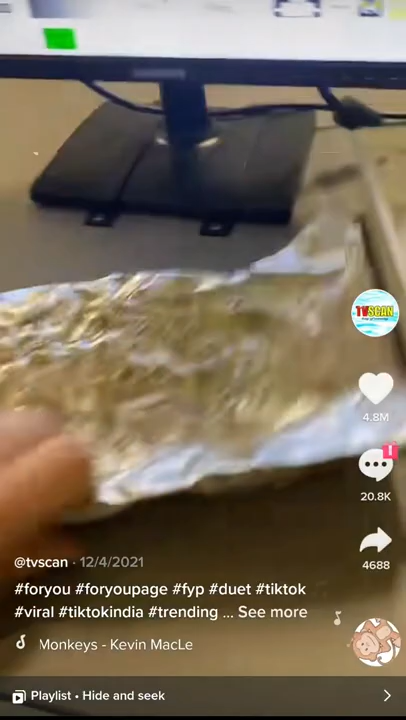 TVSCAN
4.8M
20.8K
4688
@tvscan · 12/4/2021
#foryou #foryoupage #fyp #duet #tiktok
#viral #tiktokindia #trending ... See more
Monkeys - Kevin MacLe
Playlist • Hide and seek